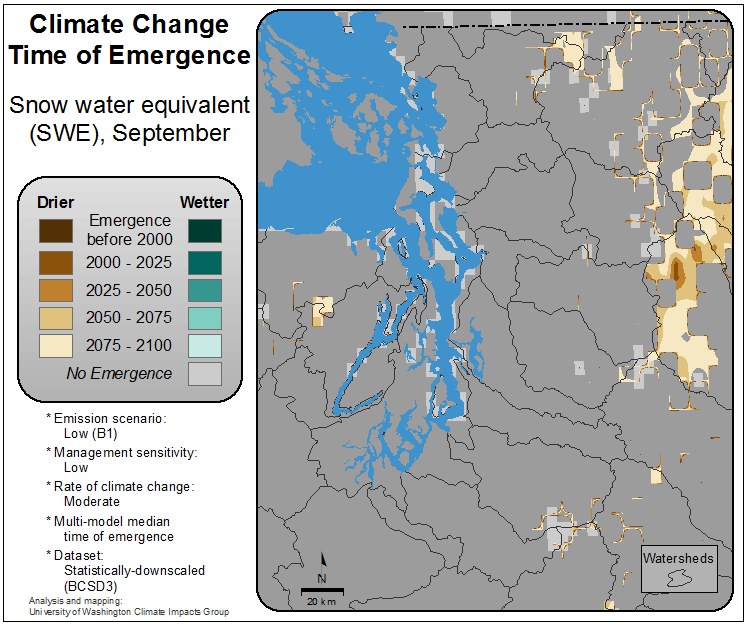 Climate Change
Time of Emergence
Snow water equivalent
(SWE), September
Drier
Wetter
Emergence
before 2000
2000 - 2025
2025 - 2050
2050 - 2075
2075 - 2100
No Emergence
* Emission scenario:
Low (B1)
* Management sensitivity:
Low
* Rate of climate change:
Moderate
* Multi-model median
time of emergence
* Dataset:
Statistically-downscaled
(BCSD3)
Analysis and mapping:
University of Washington Climate Impacts Group
N
20 km
Watersheds